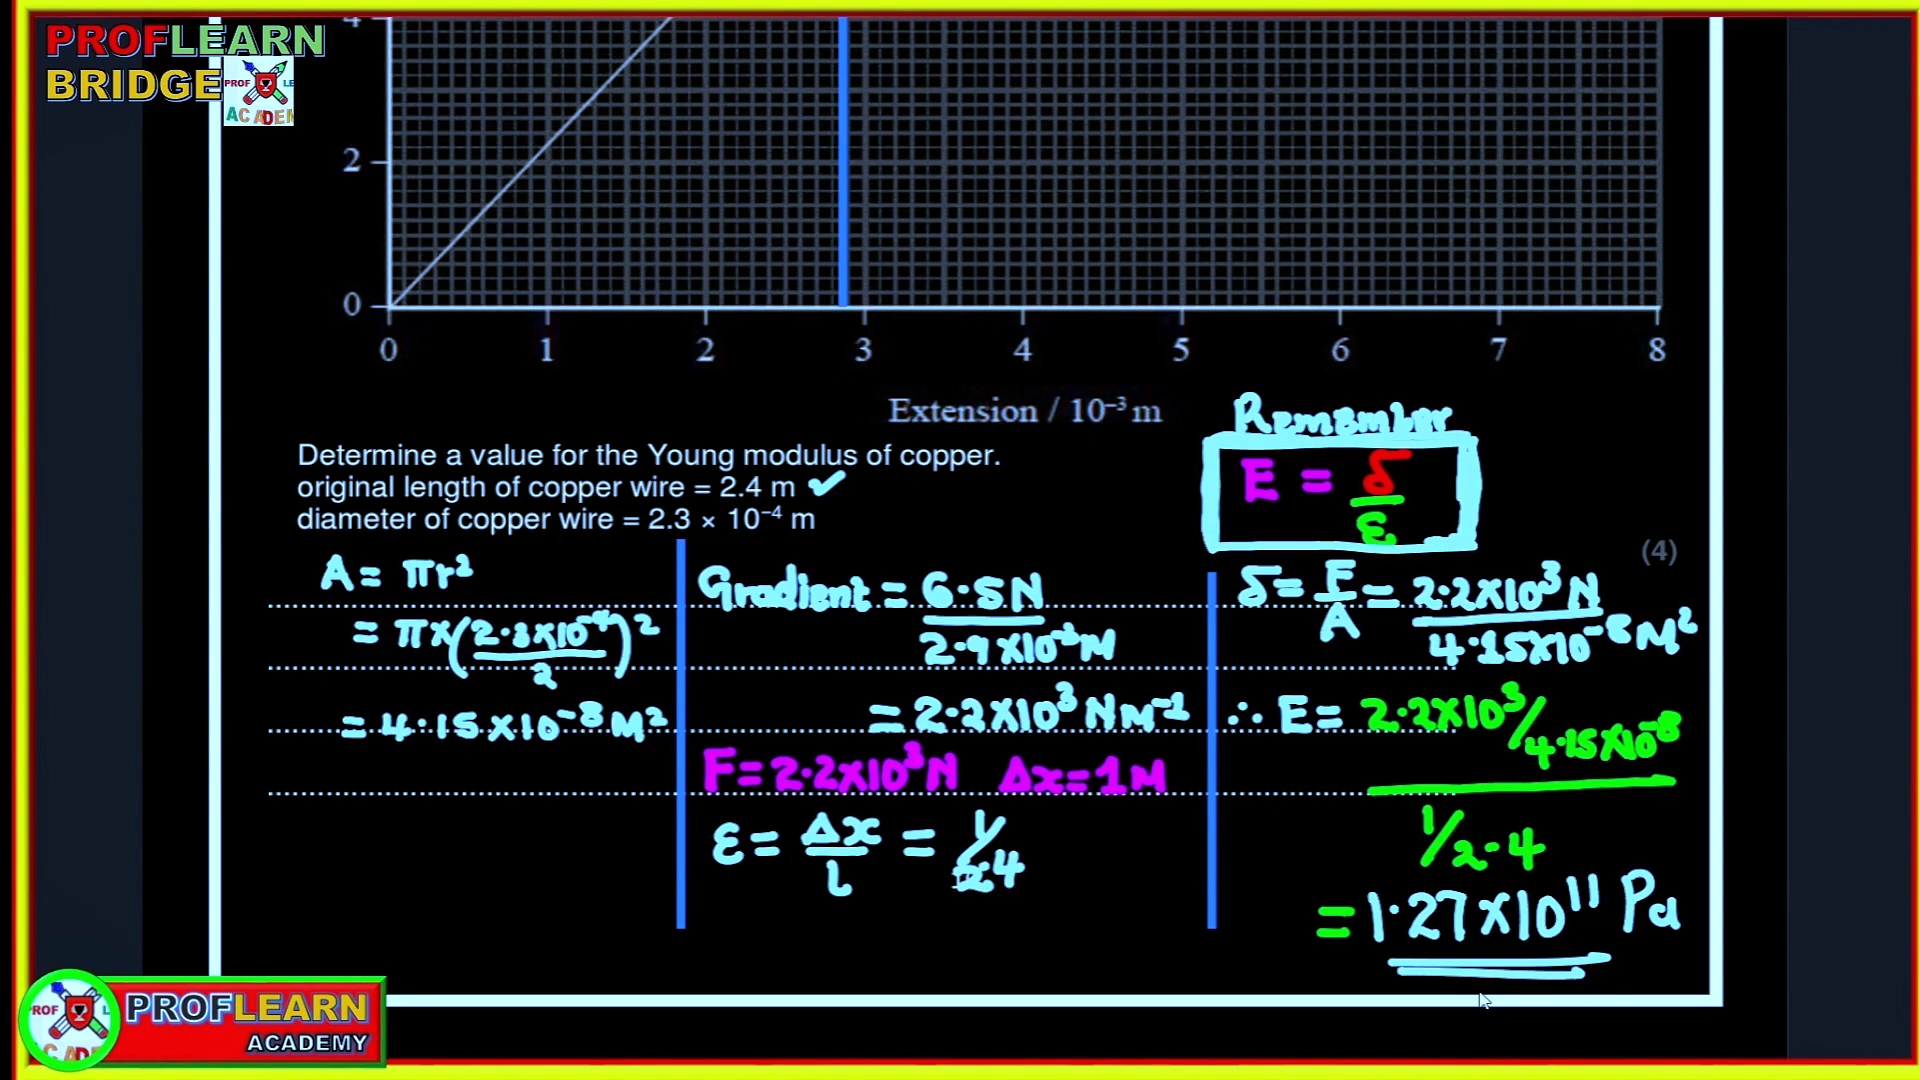 PROFLEARN
BRIDGE
PROF LE
ACADEM
4
2
0
0 1 2 3 4 5 6 7 8
Extension / 10⁻³ m
Remember
E = δ/ε
Determine a value for the Young modulus of copper.
original length of copper wire = 2.4 m ✓
diameter of copper wire = 2.3 × 10⁻⁴ m
(4)
A = πr²
= π×(2.3×10⁻⁴/2)²
= 4.15×10⁻⁸ M²
Gradient = 6.5N/2.9×10⁻³M
= 2.2×10³ NM⁻¹
F=2.2×10³N Δx=1M
ε = Δx/L = 1/2.4
δ = F/A = 2.2×10³N/4.15×10⁻⁸M²
∴ E = 2.2×10³/4.15×10⁻⁸
1/2.4
= 1.27×10¹¹ Pa
PROFLEARN
ACADEMY